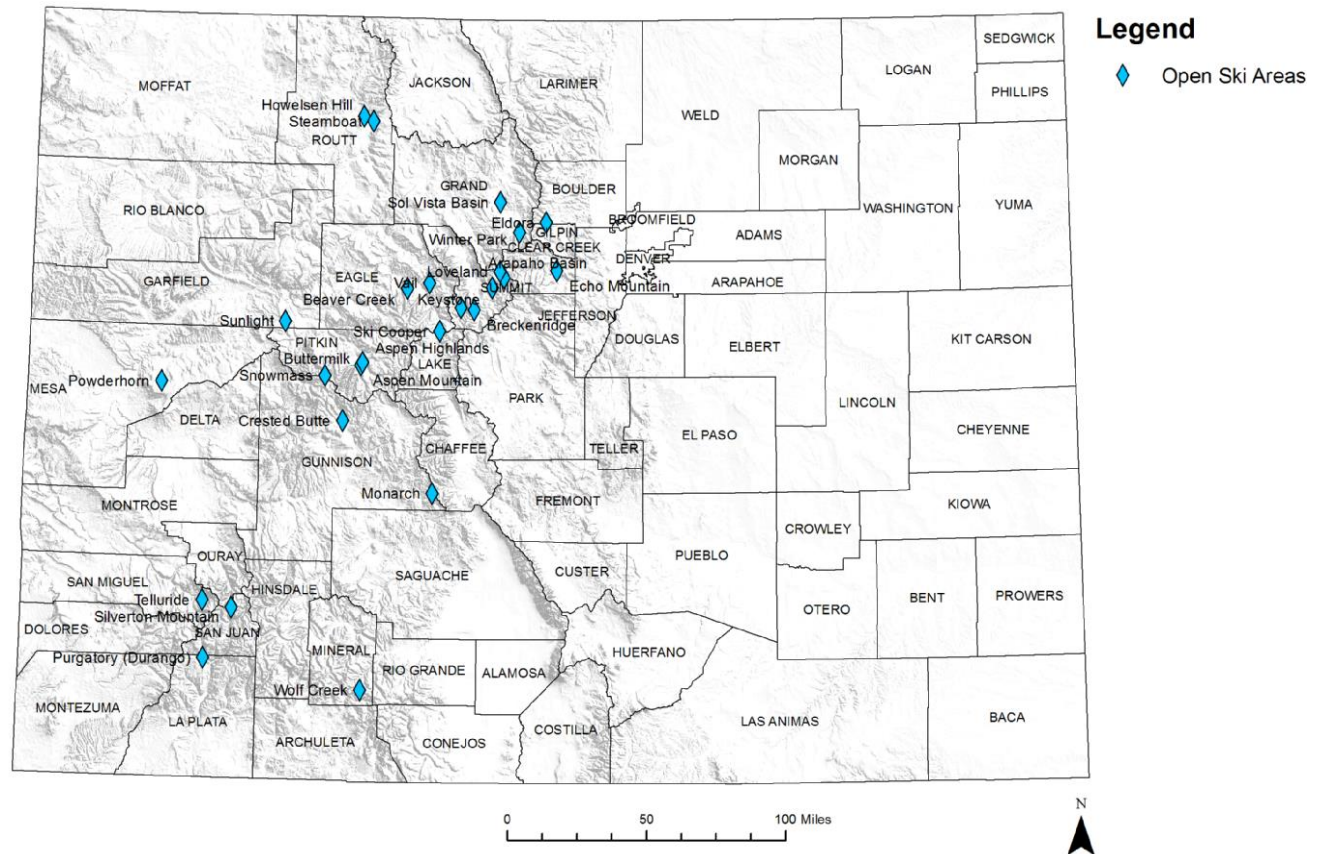 Legend
Open Ski Areas
SEDGWICK
LOGAN
PHILLIPS
MOFFAT
JACKSON
LARIMER
WELD
MORGAN
Howelsen Hill
Steamboat
ROUTT
GRAND
Sol Vista Basin
BOULDER
RIO BLANCO
WASHINGTON
YUMA
Eldora
BROOMFIELD
GILPIN
Winter Park
ADAMS
CLEAR CREEK
DENVER
Arapaho Basin
Loveland
EAGLE
Vail
GARFIELD
SUMMIT
Echo Mountain
ARAPAHOE
Beaver Creek
Keystone
JEFFERSON
Breckenridge
Sunlight
Ski Cooper
PITKIN
DOUGLAS
ELBERT
KIT CARSON
Aspen Highlands
Buttermilk
LAKE
Snowmass
Aspen Mountain
Powderhorn
MESA
PARK
LINCOLN
DELTA
Crested Butte
CHEYENNE
EL PASO
CHAFFEE
TELLER
GUNNISON
Monarch
FREMONT
MONTROSE
KIOWA
CROWLEY
OURAY
PUEBLO
SAGUACHE
CUSTER
SAN MIGUEL
HINSDALE
BENT
PROWERS
Telluride
OTERO
Silverton Mountain
DOLORES
SAN JUAN
MINERAL
HUERFANO
Purgatory (Durango)
RIO GRANDE
ALAMOSA
Wolf Creek
MONTEZUMA
LA PLATA
COSTILLA
LAS ANIMAS
BACA
ARCHULETA
CONEJOS
N
0 50 100 Miles